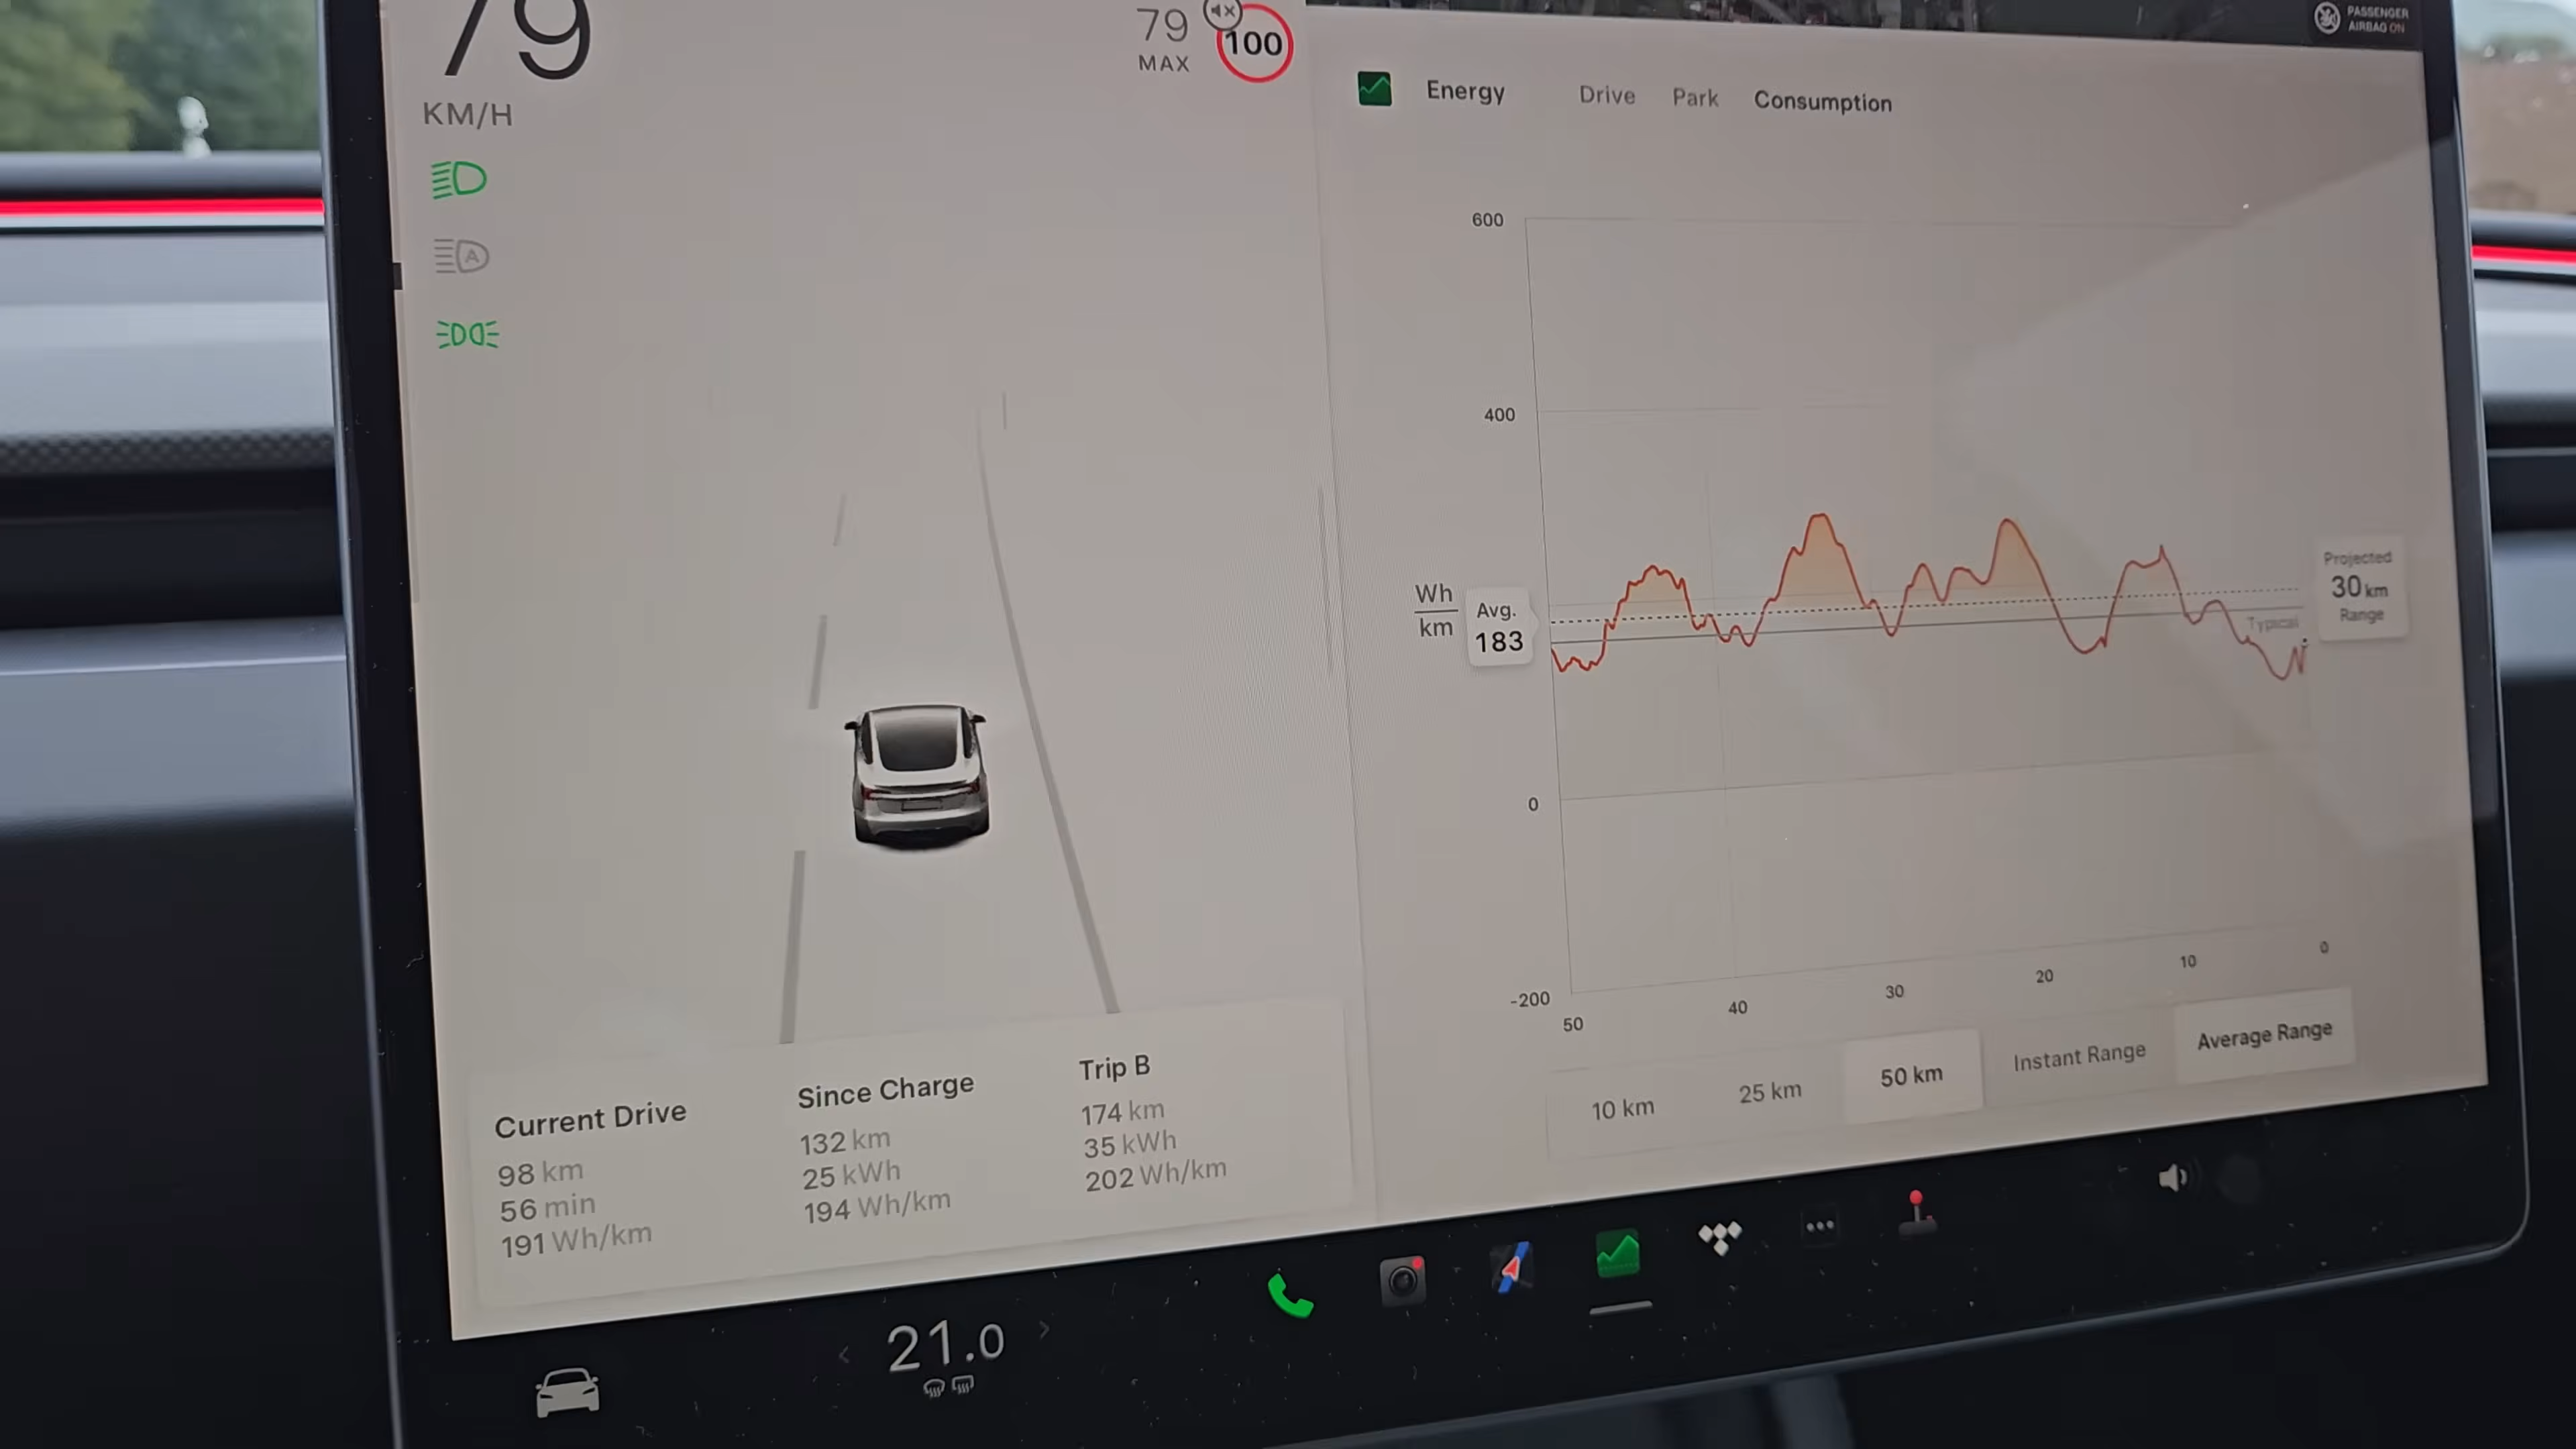 79
KM/H
79
MAX
100
PASSENGER
AIRBAG ON
Energy
Drive
Park
Consumption
A
600
400
0
-200
Wh
km
Avg.
183
Projected
30 km
Range
Typical
50
40
30
20
10
0
10 km
25 km
50 km
Instant Range
Average Range
Current Drive
98 km
56 min
191 Wh/km
Since Charge
132 km
25 kWh
194 Wh/km
Trip B
174 km
35 kWh
202 Wh/km
21.0